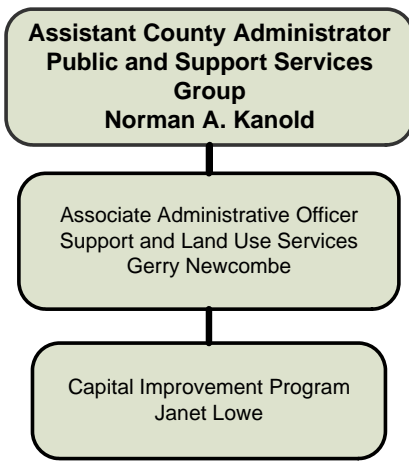 Assistant County Administrator
Public and Support Services
Group
Norman A. Kanold
Associate Administrative Officer
Support and Land Use Services
Gerry Newcombe
Capital Improvement Program
Janet Lowe